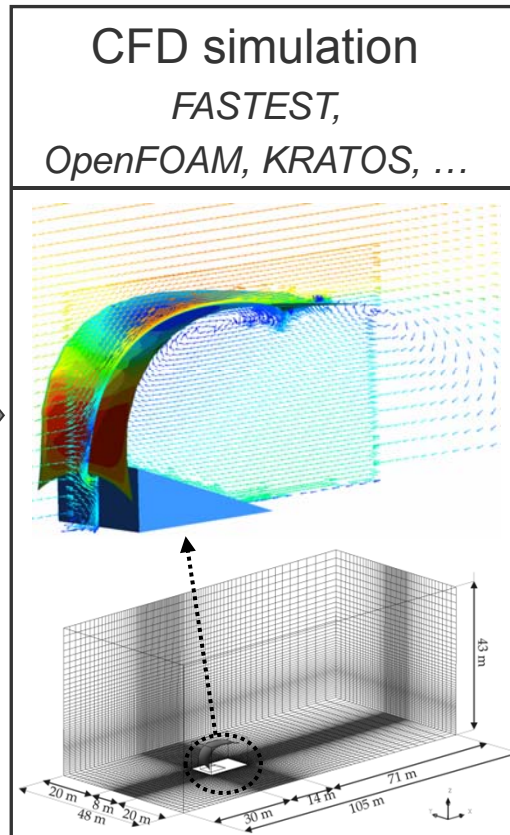 CFD simulation
FASTEST,
OpenFOAM, KRATOS, …
43 m
20 m
8 m
20 m
48 m
30 m
14 m
71 m
105 m
Y
Z
X